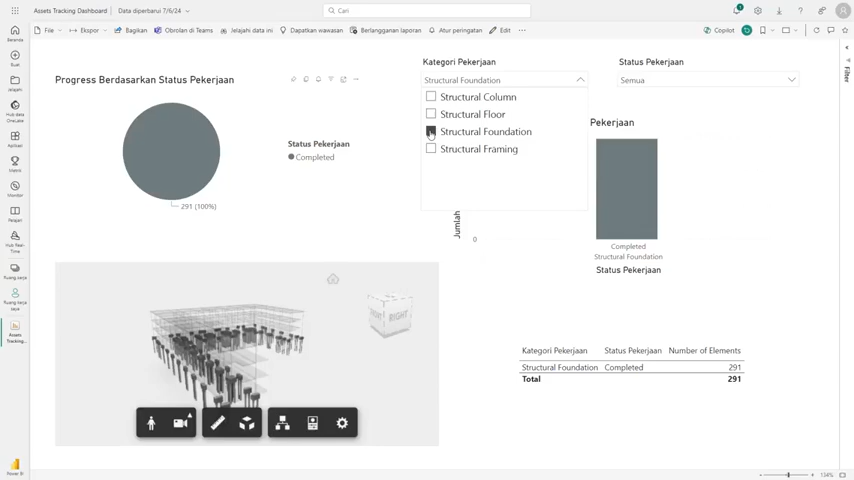 Assets Tracking Dashboard
Data diperbarui 7/6/24
Cari
File
Ekspor
Bagikan
Obrolan di Teams
Jelajahi data ini
Dapatkan wawasan
Berlangganan laporan
Atur peringatan
Edit
Copilot
Beranda
Buat
Jelajah
Hub data OneLake
Aplikasi
Metrik
Monitor
Pelajari
Hub Real-Time
Ruang kerja
Ruang kerja saya
Assets Tracking...
Power BI
Progress Berdasarkan Status Pekerjaan
291 (100%)
Status Pekerjaan
Completed
Kategori Pekerjaan
Structural Foundation
Structural Column
Structural Floor
Structural Foundation
Structural Framing
Status Pekerjaan
Semua
Filter
Pekerjaan
Jumlah
0
Completed
Structural Foundation
Status Pekerjaan
RIGHT
Kategori Pekerjaan Status Pekerjaan Number of Elements
Structural Foundation Completed 291
Total 291
134%